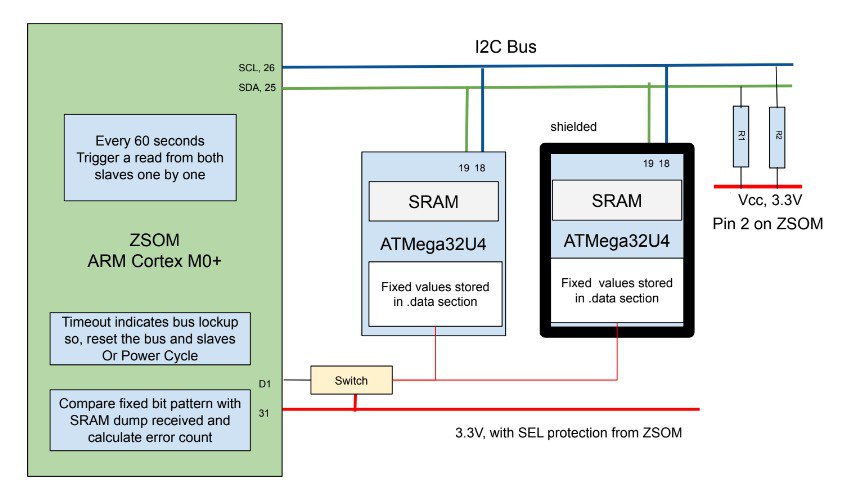 I2C Bus
SCL, 26
SDA, 25
Every 60 seconds
Trigger a read from both
slaves one by one
ZSOM
ARM Cortex M0+
Timeout indicates bus lockup
so, reset the bus and slaves
Or Power Cycle
Compare fixed bit pattern with
SRAM dump received and
calculate error count
D1
31
19 18
SRAM
ATMega32U4
Fixed values stored
in .data section
shielded
19 18
SRAM
ATMega32U4
Fixed values stored
in .data section
R1
R2
Vcc, 3.3V
Pin 2 on ZSOM
Switch
3.3V, with SEL protection from ZSOM